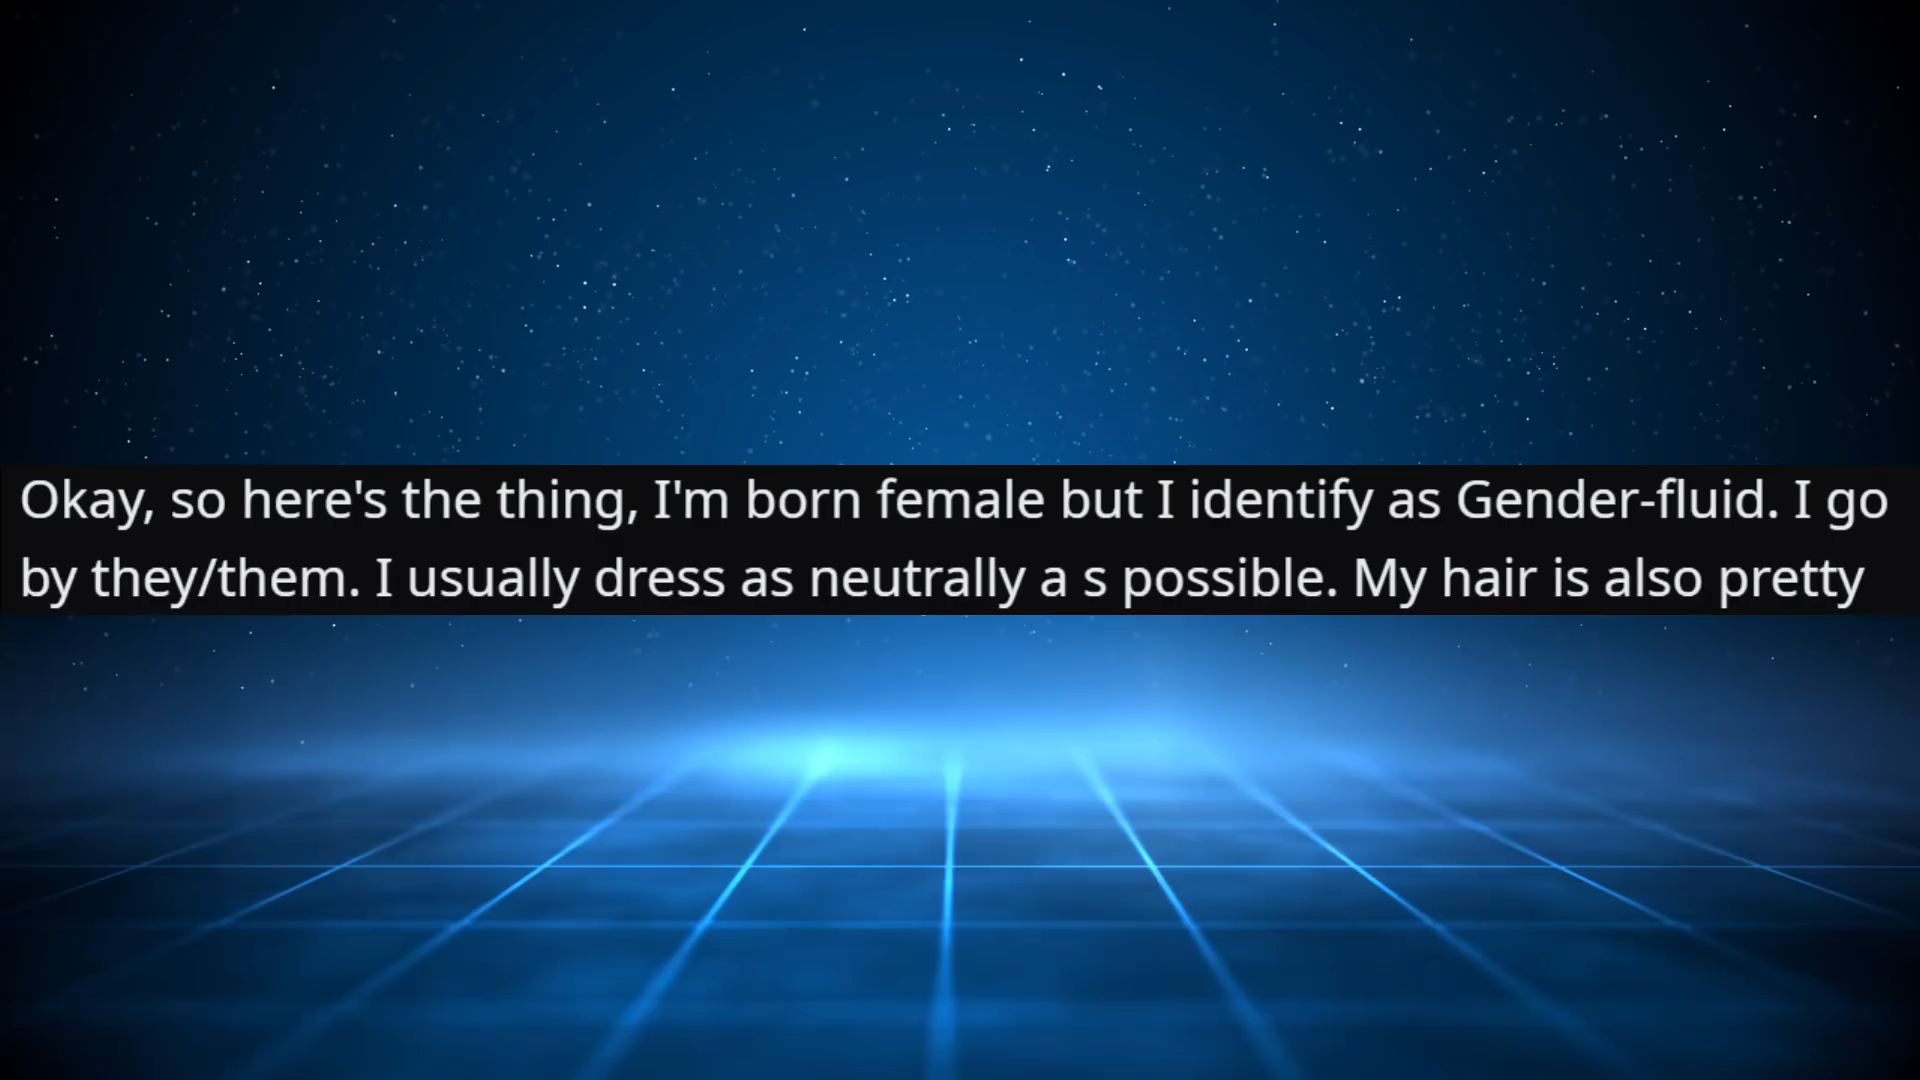 Okay, so here's the thing, I'm born female but I identify as Gender-fluid. I go
by they/them. I usually dress as neutrally a s possible. My hair is also pretty